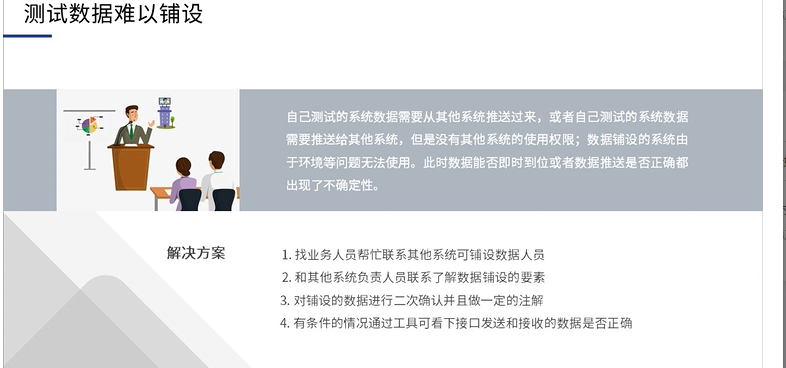 测试数据难以铺设
自己测试的系统数据需要从其他系统推送过来，或者自己测试的系统数据
需要推送给其他系统，但是没有其他系统的使用权限；数据铺设的系统由
于环境等问题无法使用。此时数据能否即时到位或者数据推送是否正确都
出现了不确定性。
解决方案
1. 找业务人员帮忙联系其他系统可铺设数据人员
2. 和其他系统负责人员联系了解数据铺设的要素
3. 对铺设的数据进行二次确认并且做一定的注解
4. 有条件的情况通过工具可看下接口发送和接收的数据是否正确